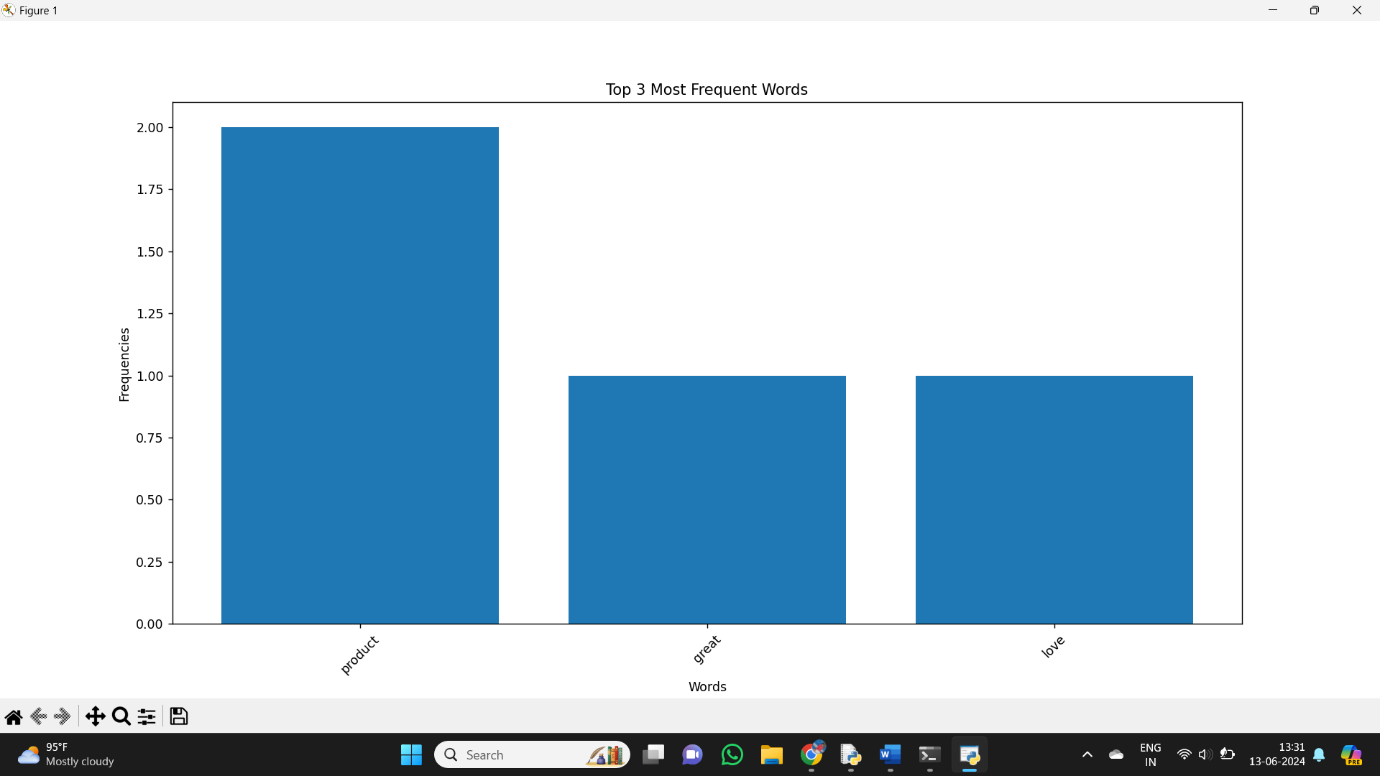 Figure 1
Top 3 Most Frequent Words
2.00
1.75
1.50
1.25
1.00
0.75
0.50
0.25
0.00
Frequencies
product
great
love
Words
95°F
Mostly cloudy
Search
ENG
IN
13:31
13-06-2024
PRE